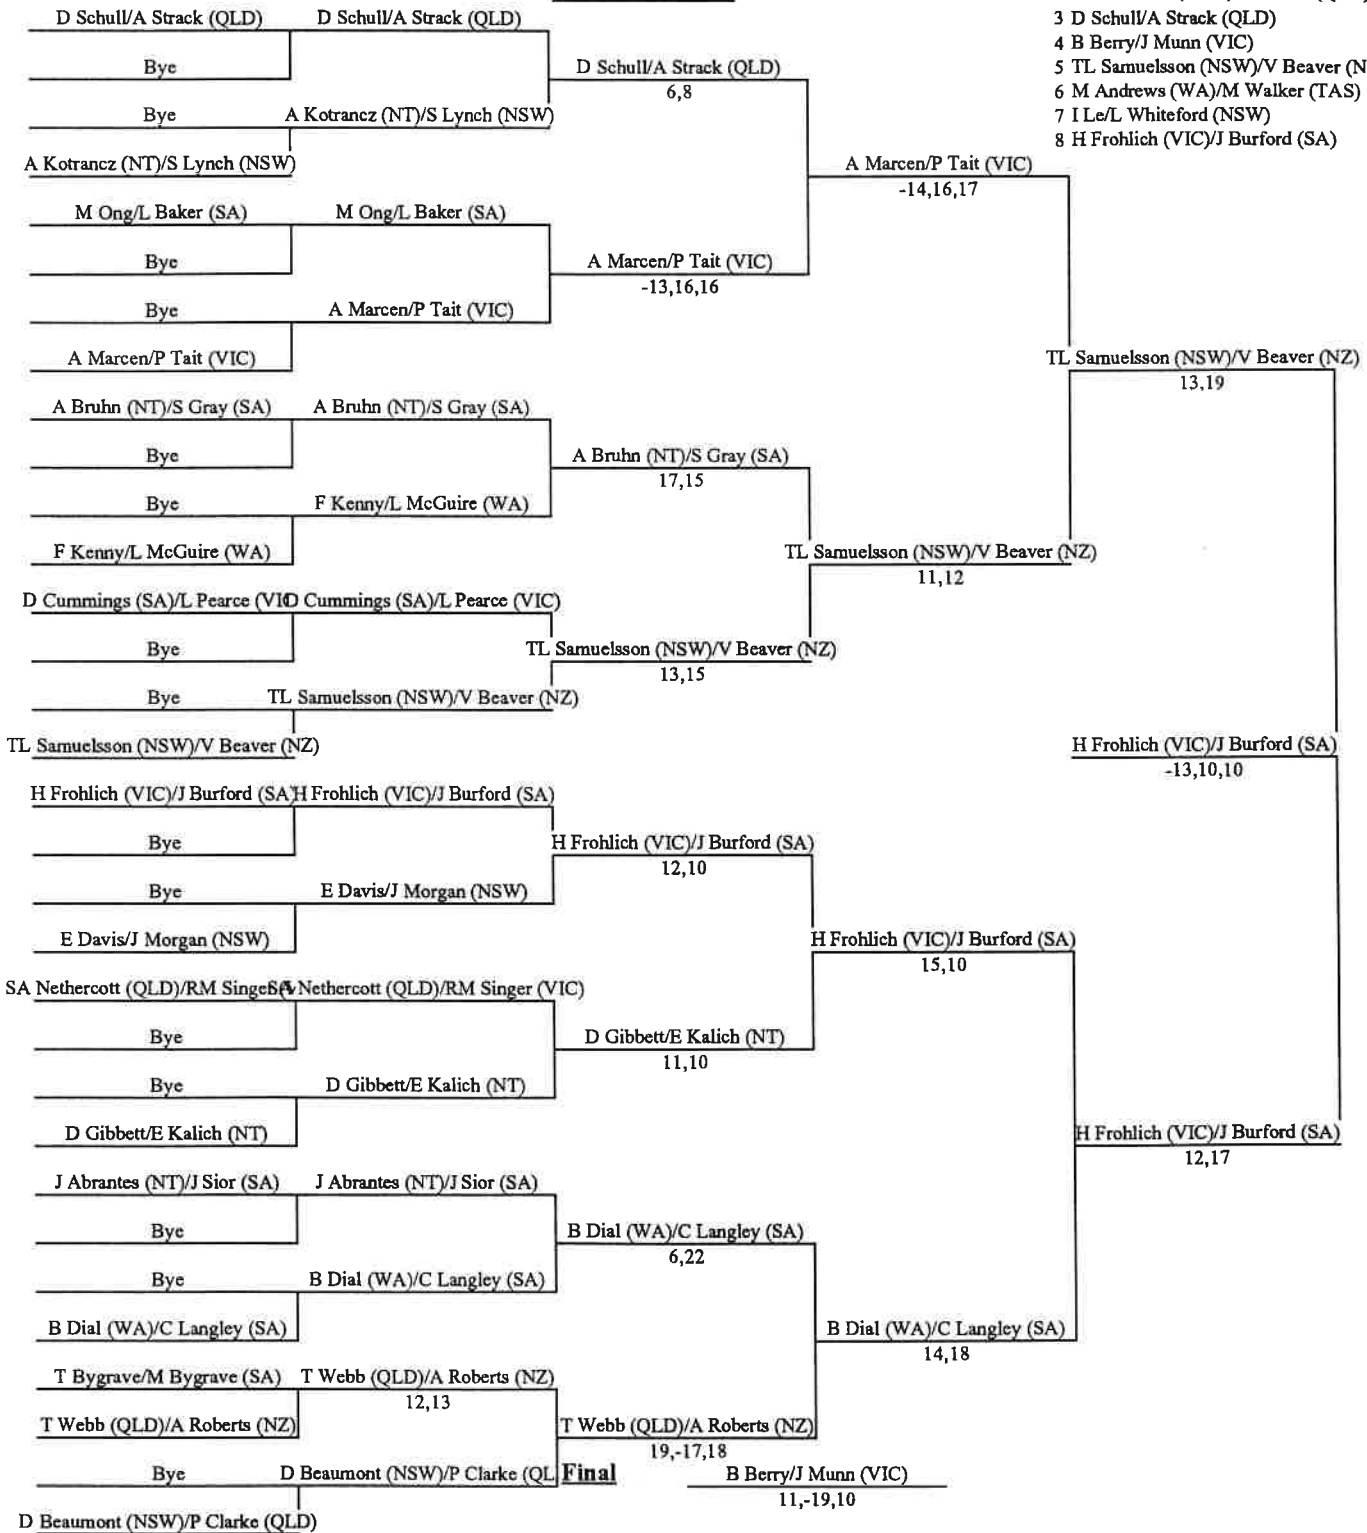 D Schull/A Strack (QLD) D Schull/A Strack (QLD)
3 D Schull/A Strack (QLD)
4 B Berry/J Munn (VIC)
Bye D Schull/A Strack (QLD)
5 TL Samuelsson (NSW)/V Beaver (N
6,8
6 M Andrews (WA)/M Walker (TAS)
Bye A Kotrancz (NT)/S Lynch (NSW)
7 I Le/L Whiteford (NSW)
8 H Frohlich (VIC)/J Burford (SA)
A Kotrancz (NT)/S Lynch (NSW) A Marcen/P Tait (VIC)
-14,16,17
M Ong/L Baker (SA) M Ong/L Baker (SA)
Bye A Marcen/P Tait (VIC)
-13,16,16
Bye A Marcen/P Tait (VIC)
A Marcen/P Tait (VIC) TL Samuelsson (NSW)/V Beaver (NZ)
13,19
A Bruhn (NT)/S Gray (SA) A Bruhn (NT)/S Gray (SA)
Bye A Bruhn (NT)/S Gray (SA)
17,15
Bye F Kenny/L McGuire (WA)
F Kenny/L McGuire (WA) TL Samuelsson (NSW)/V Beaver (NZ)
11,12
D Cummings (SA)/L Pearce (VIC D Cummings (SA)/L Pearce (VIC)
Bye TL Samuelsson (NSW)/V Beaver (NZ)
13,15
Bye TL Samuelsson (NSW)/V Beaver (NZ)
TL Samuelsson (NSW)/V Beaver (NZ) H Frohlich (VIC)/J Burford (SA)
-13,10,10
H Frohlich (VIC)/J Burford (SA) H Frohlich (VIC)/J Burford (SA)
Bye H Frohlich (VIC)/J Burford (SA)
12,10
Bye E Davis/J Morgan (NSW)
E Davis/J Morgan (NSW) H Frohlich (VIC)/J Burford (SA)
15,10
SA Nethercott (QLD)/RM Singer SA Nethercott (QLD)/RM Singer (VIC)
Bye D Gibbett/E Kalich (NT)
11,10
Bye D Gibbett/E Kalich (NT)
D Gibbett/E Kalich (NT) H Frohlich (VIC)/J Burford (SA)
12,17
J Abrantes (NT)/J Sior (SA) J Abrantes (NT)/J Sior (SA)
Bye B Dial (WA)/C Langley (SA)
6,22
Bye B Dial (WA)/C Langley (SA)
B Dial (WA)/C Langley (SA) B Dial (WA)/C Langley (SA)
14,18
T Bygrave/M Bygrave (SA) T Webb (QLD)/A Roberts (NZ)
12,13
T Webb (QLD)/A Roberts (NZ) T Webb (QLD)/A Roberts (NZ)
19,-17,18
Bye D Beaumont (NSW)/P Clarke (QL Final B Berry/J Munn (VIC)
11,-19,10
D Beaumont (NSW)/P Clarke (QLD)